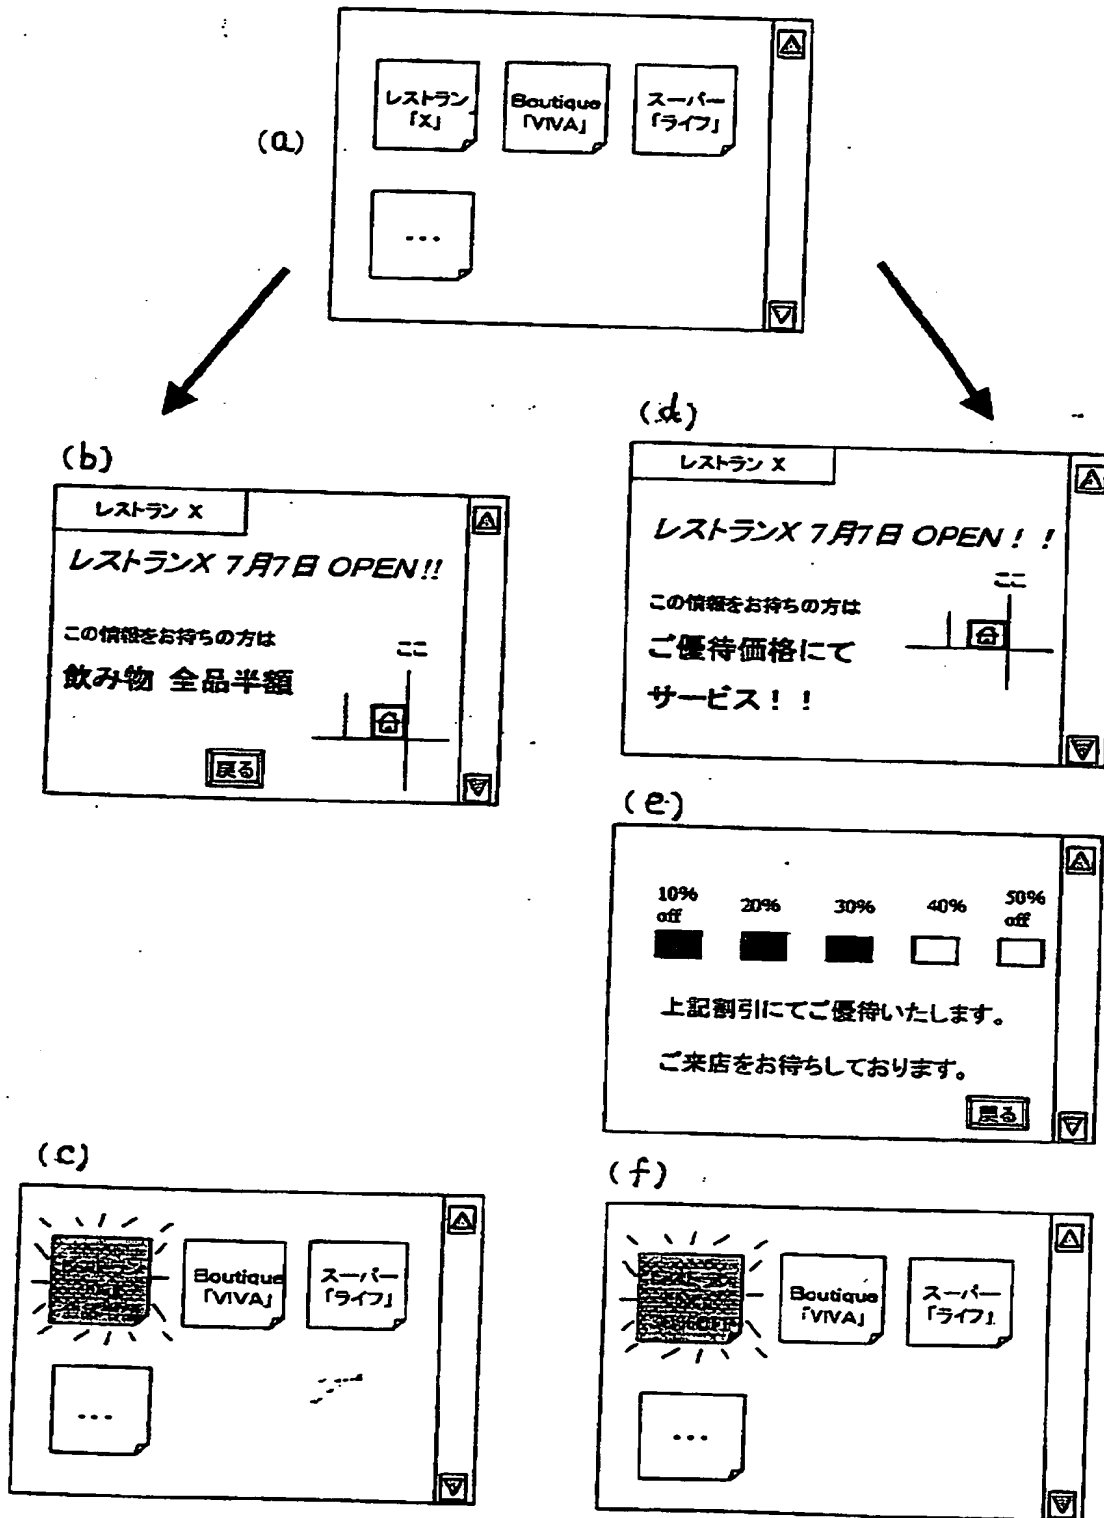 (a)
レストラン
「X」
Boutique
「VIVA」
スーパー
「ライフ」
...
(b)
レストラン X
レストランX 7月7日 OPEN!!
この情報をお持ちの方は
飲み物 全品半額
ここ
戻る
(d)
レストラン X
レストランX 7月7日 OPEN！！
この情報をお持ちの方は
ご優待価格にて
サービス！！
ここ
(e)
10%
off
20%
30%
40%
50%
off
上記割引にてご優待いたします。
ご来店をお待ちしております。
戻る
(c)
Boutique
「VIVA」
スーパー
「ライフ」
...
(f)
Boutique
「VIVA」
スーパー
「ライフ」
...